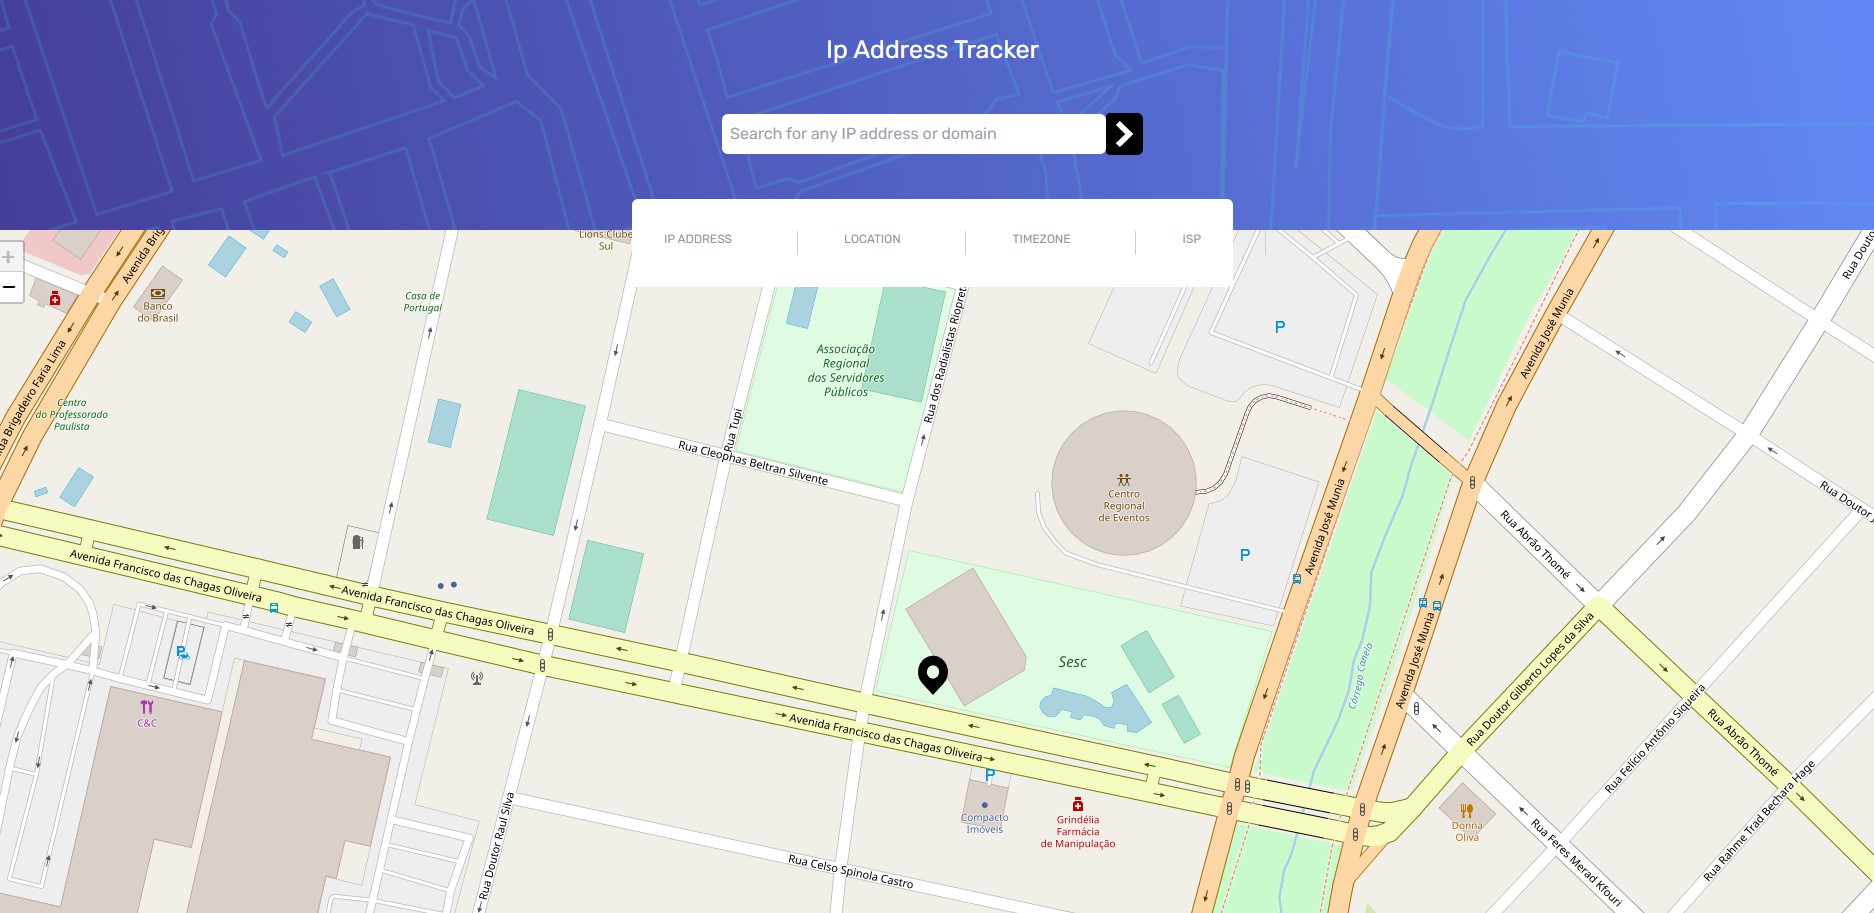 Ip Address Tracker
Search for any IP address or domain
IP ADDRESS
LOCATION
TIMEZONE
ISP
+
−
Lions Clube
Sul
Avenida Brig
Banco
do Brasil
Casa de
Portugal
Avenida Brigadeiro Faria Lima
Centro
do Professorado
Paulista
Associação
Regional
dos Servidores
Públicos
Rua dos Radialistas Riopret
Rua Tupi
Rua Cleophas Beltran Silvente
P
Centro
Regional
de Eventos
P
Avenida José Munia
Avenida José Munia
Rua Douto
Rua Doutor J
Rua Abrão Thomé
Avenida Francisco das Chagas Oliveira
Avenida Francisco das Chagas Oliveira
P
C&C
Sesc
Córrego Canela
Avenida José Munia
Rua Doutor Gilberto Lopes da Silva
Rua Felício Antônio Siqueira
Rua Abrão Thomé
Avenida Francisco das Chagas Oliveira
P
Compacto
Imóveis
Grindélia
Farmácia
de Manipulação
Donna
Oliva
Rua Doutor Raul Silva
Rua Celso Spinola Castro
Rua Feres Merad Kfouri
Rua Rahme Trad Bechara Hage